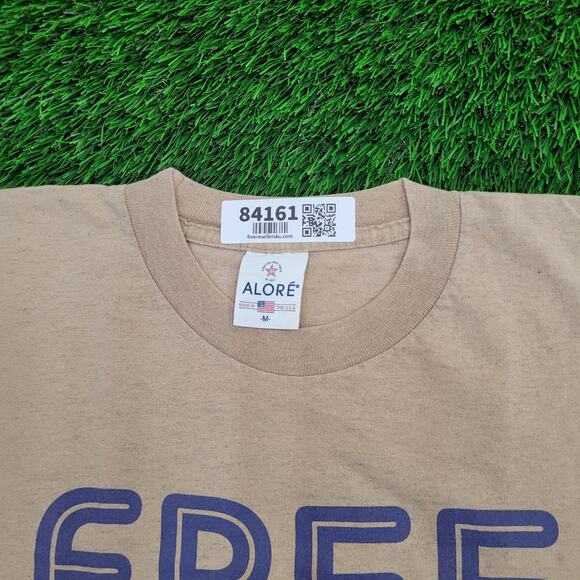 84161
freeresellersku.com
ALORÉ®
MADE IN THE U.S.A.
-M-
FREE